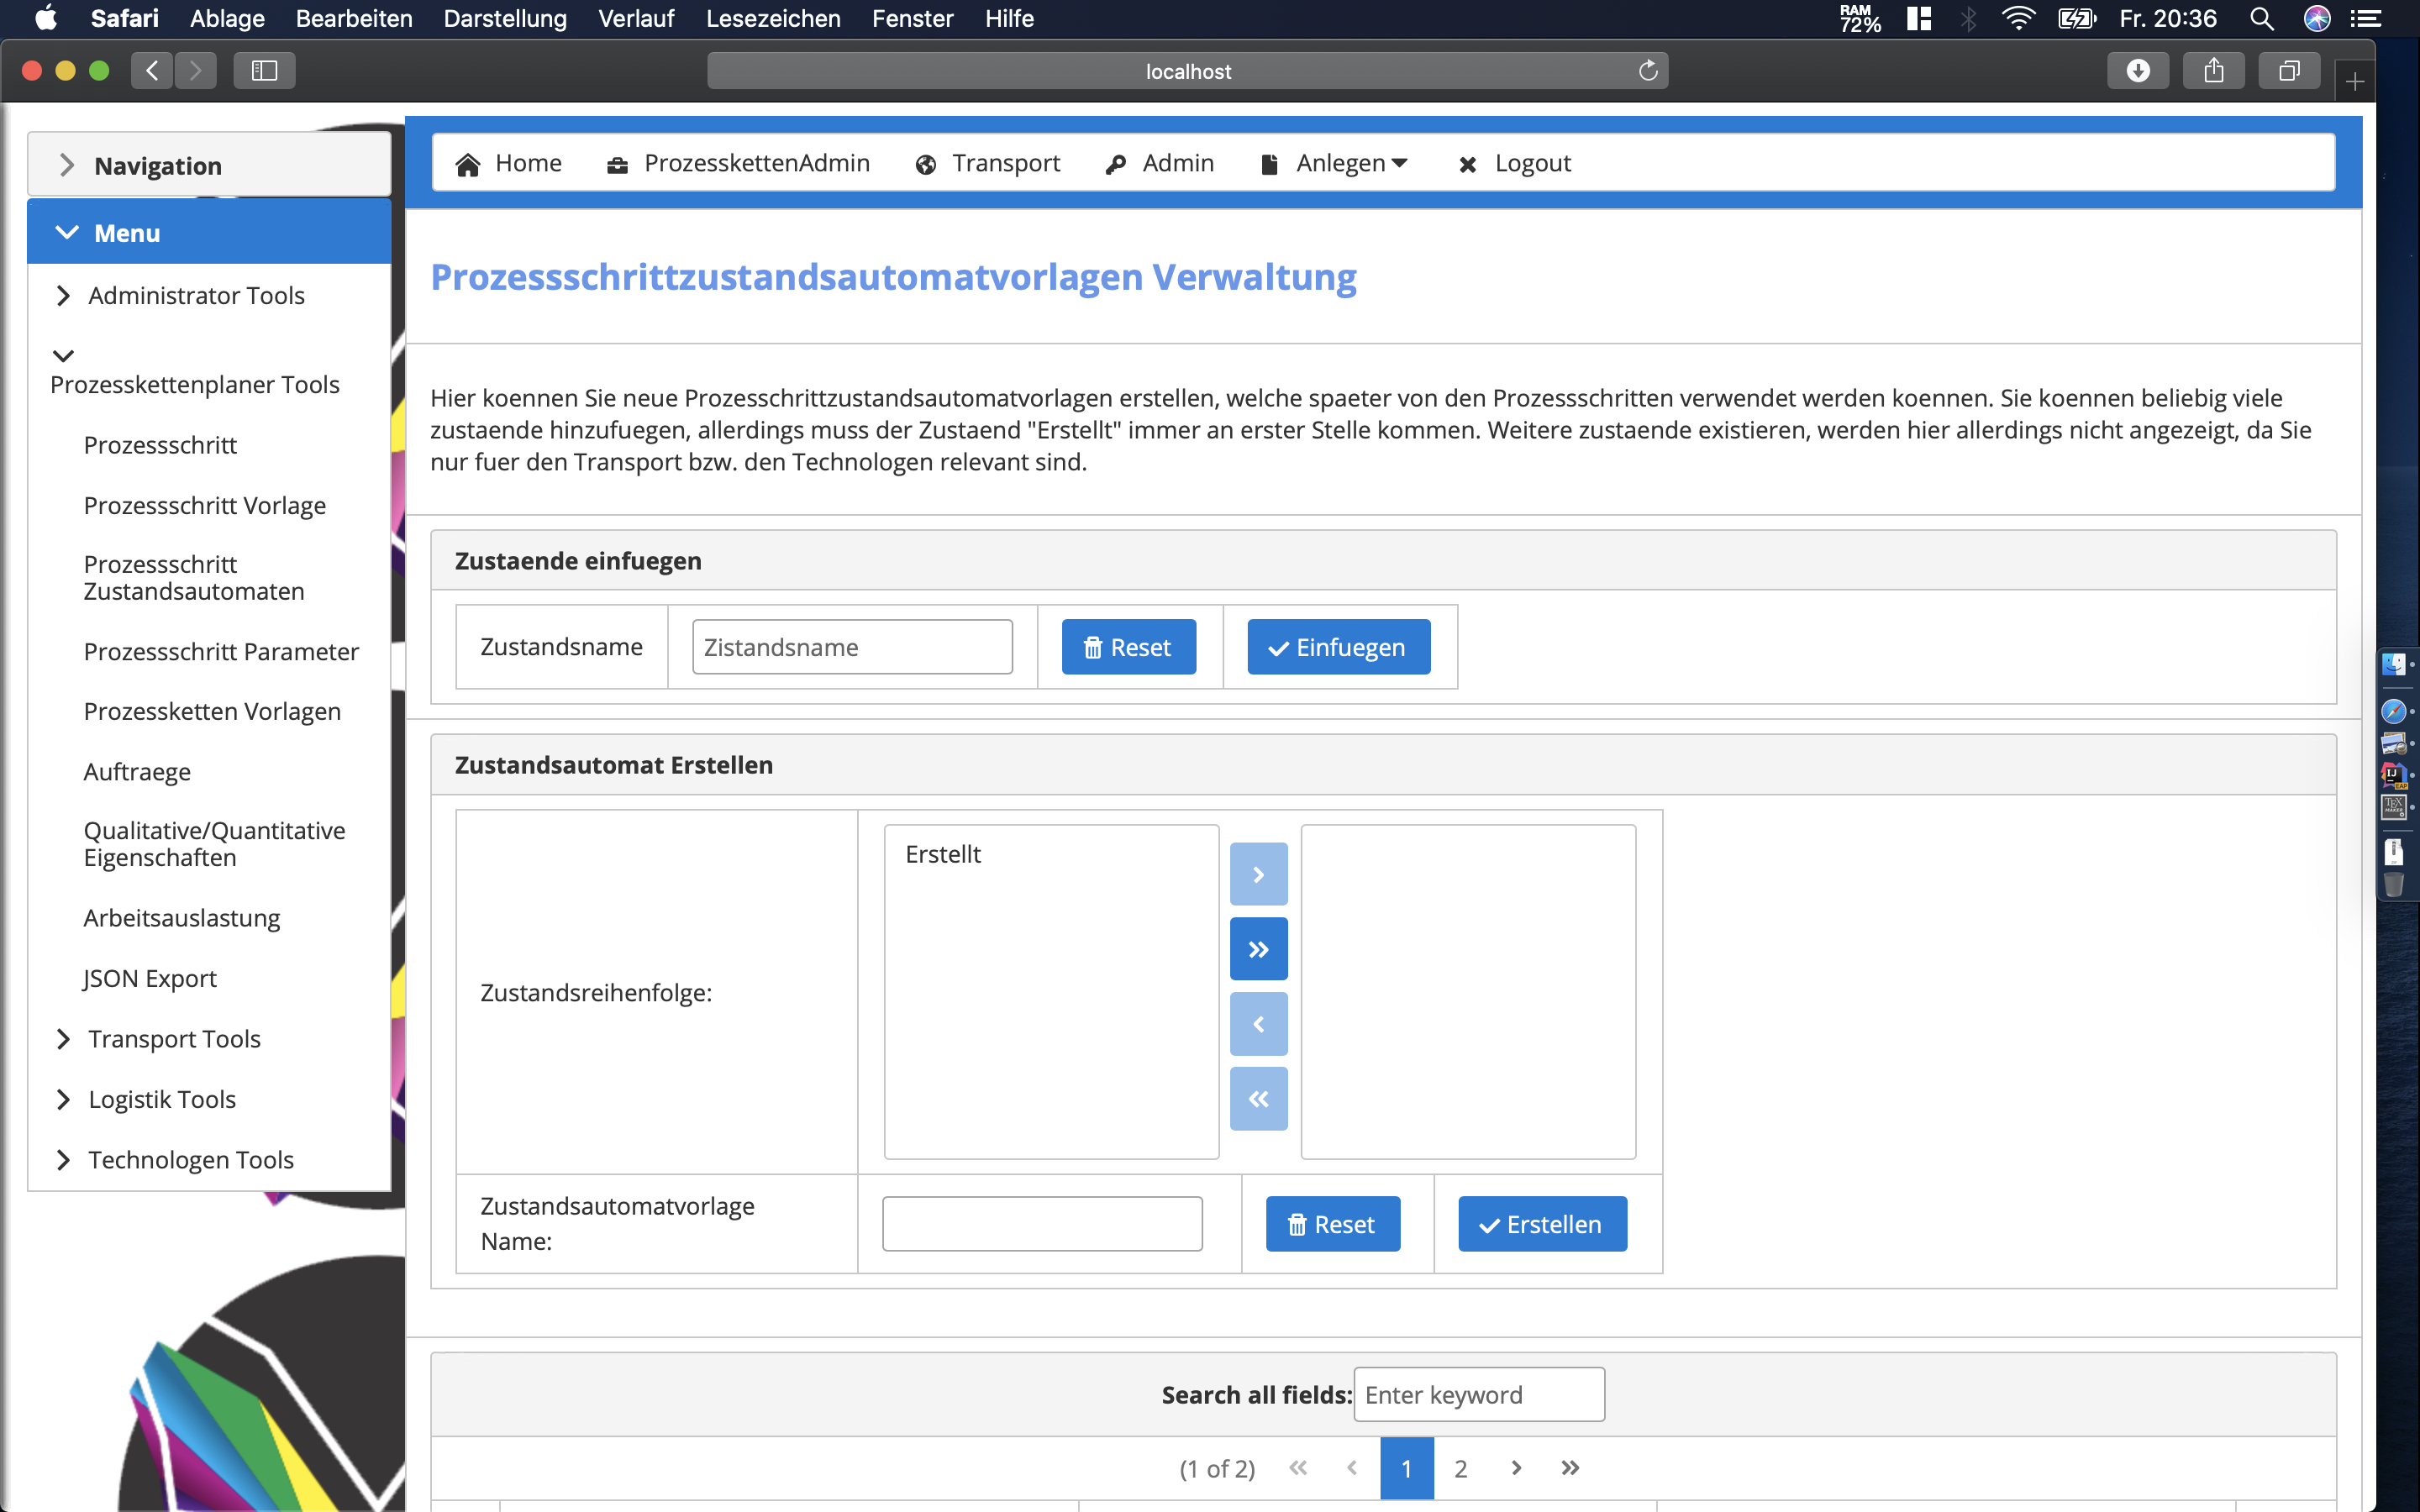 Safari Ablage Bearbeiten Darstellung Verlauf Lesezeichen Fenster Hilfe RAM 72% Fr. 20:36
localhost
Navigation
Menu
Administrator Tools
Prozesskettenplaner Tools
Prozessschritt
Prozessschritt Vorlage
Prozessschritt
Zustandsautomaten
Prozessschritt Parameter
Prozessketten Vorlagen
Auftraege
Qualitative/Quantitative
Eigenschaften
Arbeitsauslastung
JSON Export
Transport Tools
Logistik Tools
Technologen Tools
Home ProzesskettenAdmin Transport Admin Anlegen Logout
Prozessschrittzustandsautomatvorlagen Verwaltung
Hier koennen Sie neue Prozesschrittzustandsautomatvorlagen erstellen, welche spaeter von den Prozessschritten verwendet werden koennen. Sie koennen beliebig viele
zustaende hinzufuegen, allerdings muss der Zustaend "Erstellt" immer an erster Stelle kommen. Weitere zustaende existieren, werden hier allerdings nicht angezeigt, da Sie
nur fuer den Transport bzw. den Technologen relevant sind.
Zustaende einfuegen
Zustandsname Zistandsname Reset Einfuegen
Zustandsautomat Erstellen
Erstellt
Zustandsreihenfolge:
Zustandsautomatvorlage
Name:
Reset Erstellen
Search all fields: Enter keyword
(1 of 2) 1 2